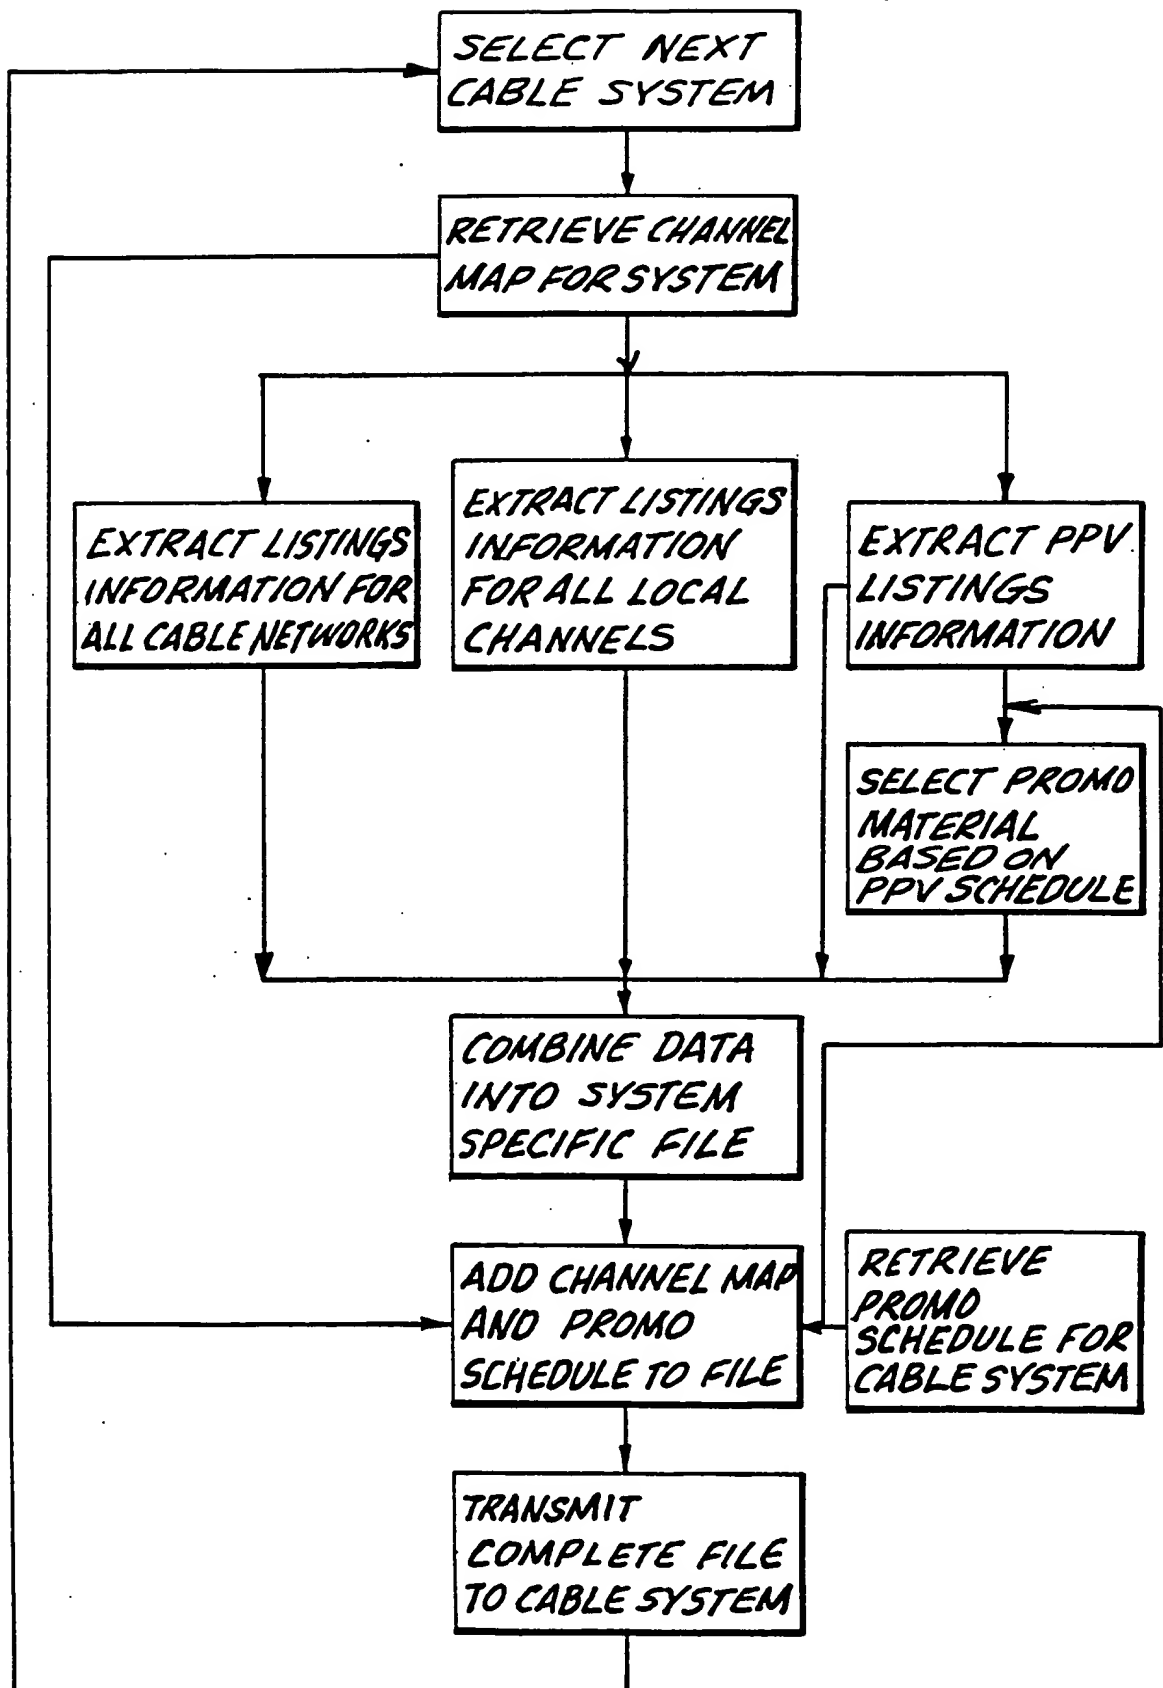 SELECT NEXT
CABLE SYSTEM
RETRIEVE CHANNEL
MAP FOR SYSTEM
EXTRACT LISTINGS
INFORMATION FOR
ALL CABLE NETWORKS
EXTRACT LISTINGS
INFORMATION
FOR ALL LOCAL
CHANNELS
EXTRACT PPV
LISTINGS
INFORMATION
SELECT PROMO
MATERIAL
BASED ON
PPV SCHEDULE
COMBINE DATA
INTO SYSTEM
SPECIFIC FILE
ADD CHANNEL MAP
AND PROMO
SCHEDULE TO FILE
RETRIEVE
PROMO
SCHEDULE FOR
CABLE SYSTEM
TRANSMIT
COMPLETE FILE
TO CABLE SYSTEM